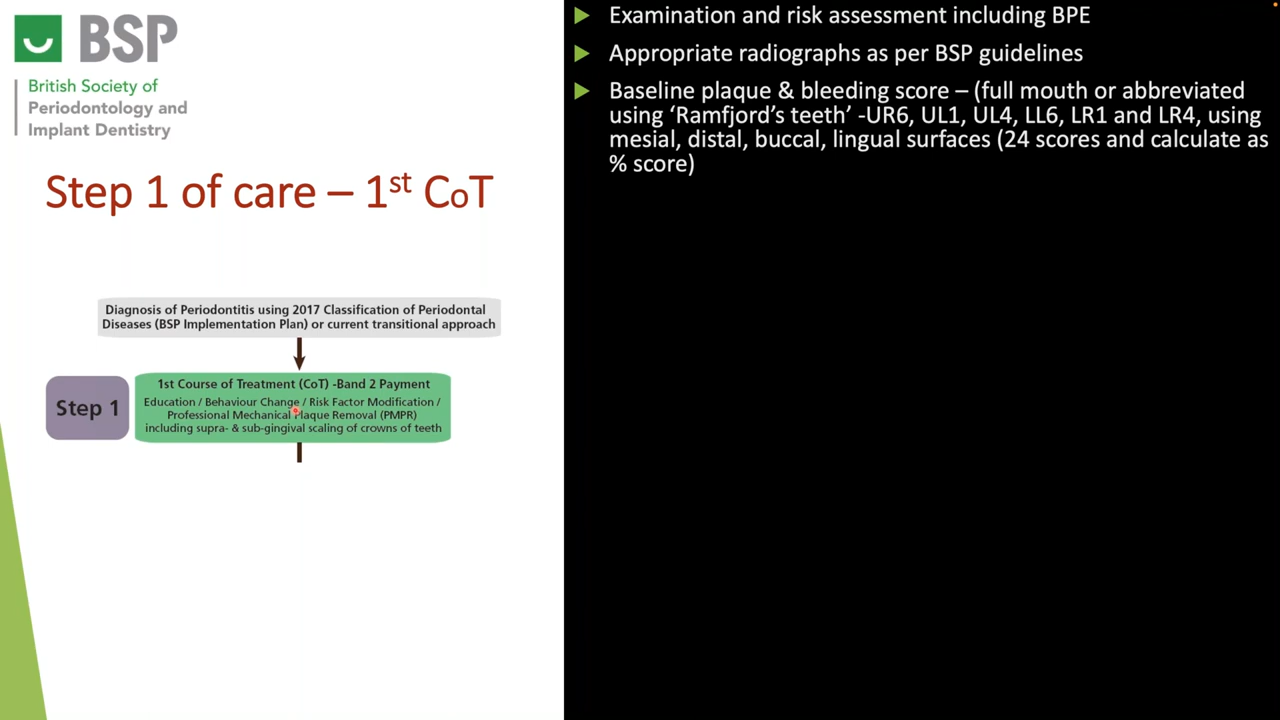 BSP
British Society of
Periodontology and
Implant Dentistry
Step 1 of care – 1st CoT
Diagnosis of Periodontitis using 2017 Classification of Periodontal
Diseases (BSP Implementation Plan) or current transitional approach
Step 1
1st Course of Treatment (CoT) -Band 2 Payment
Education / Behaviour Change / Risk Factor Modification /
Professional Mechanical Plaque Removal (PMPR)
including supra- & sub-gingival scaling of crowns of teeth
Examination and risk assessment including BPE
Appropriate radiographs as per BSP guidelines
Baseline plaque & bleeding score – (full mouth or abbreviated
using ‘Ramfjord’s teeth’ -UR6, UL1, UL4, LL6, LR1 and LR4, using
mesial, distal, buccal, lingual surfaces (24 scores and calculate as
% score)